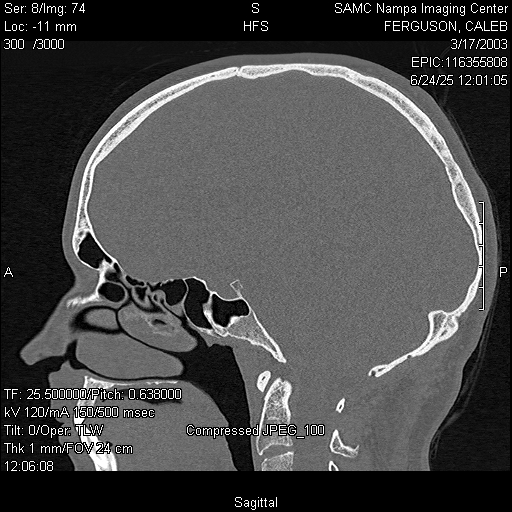 Ser: 8/Img: 74
Loc: -11 mm
300 /3000
S
HFS
SAMC Nampa Imaging Center
FERGUSON, CALEB
3/17/2003
EPIC:116355808
6/24/25 12:01:05
A
P
TF: 25.500000/Pitch: 0.638000
kV 120/mA 150/500 msec
Tilt: 0/Oper: TLW
Compressed JPEG_100
Thk 1 mm/FOV 24 cm
12:06:08
Sagittal